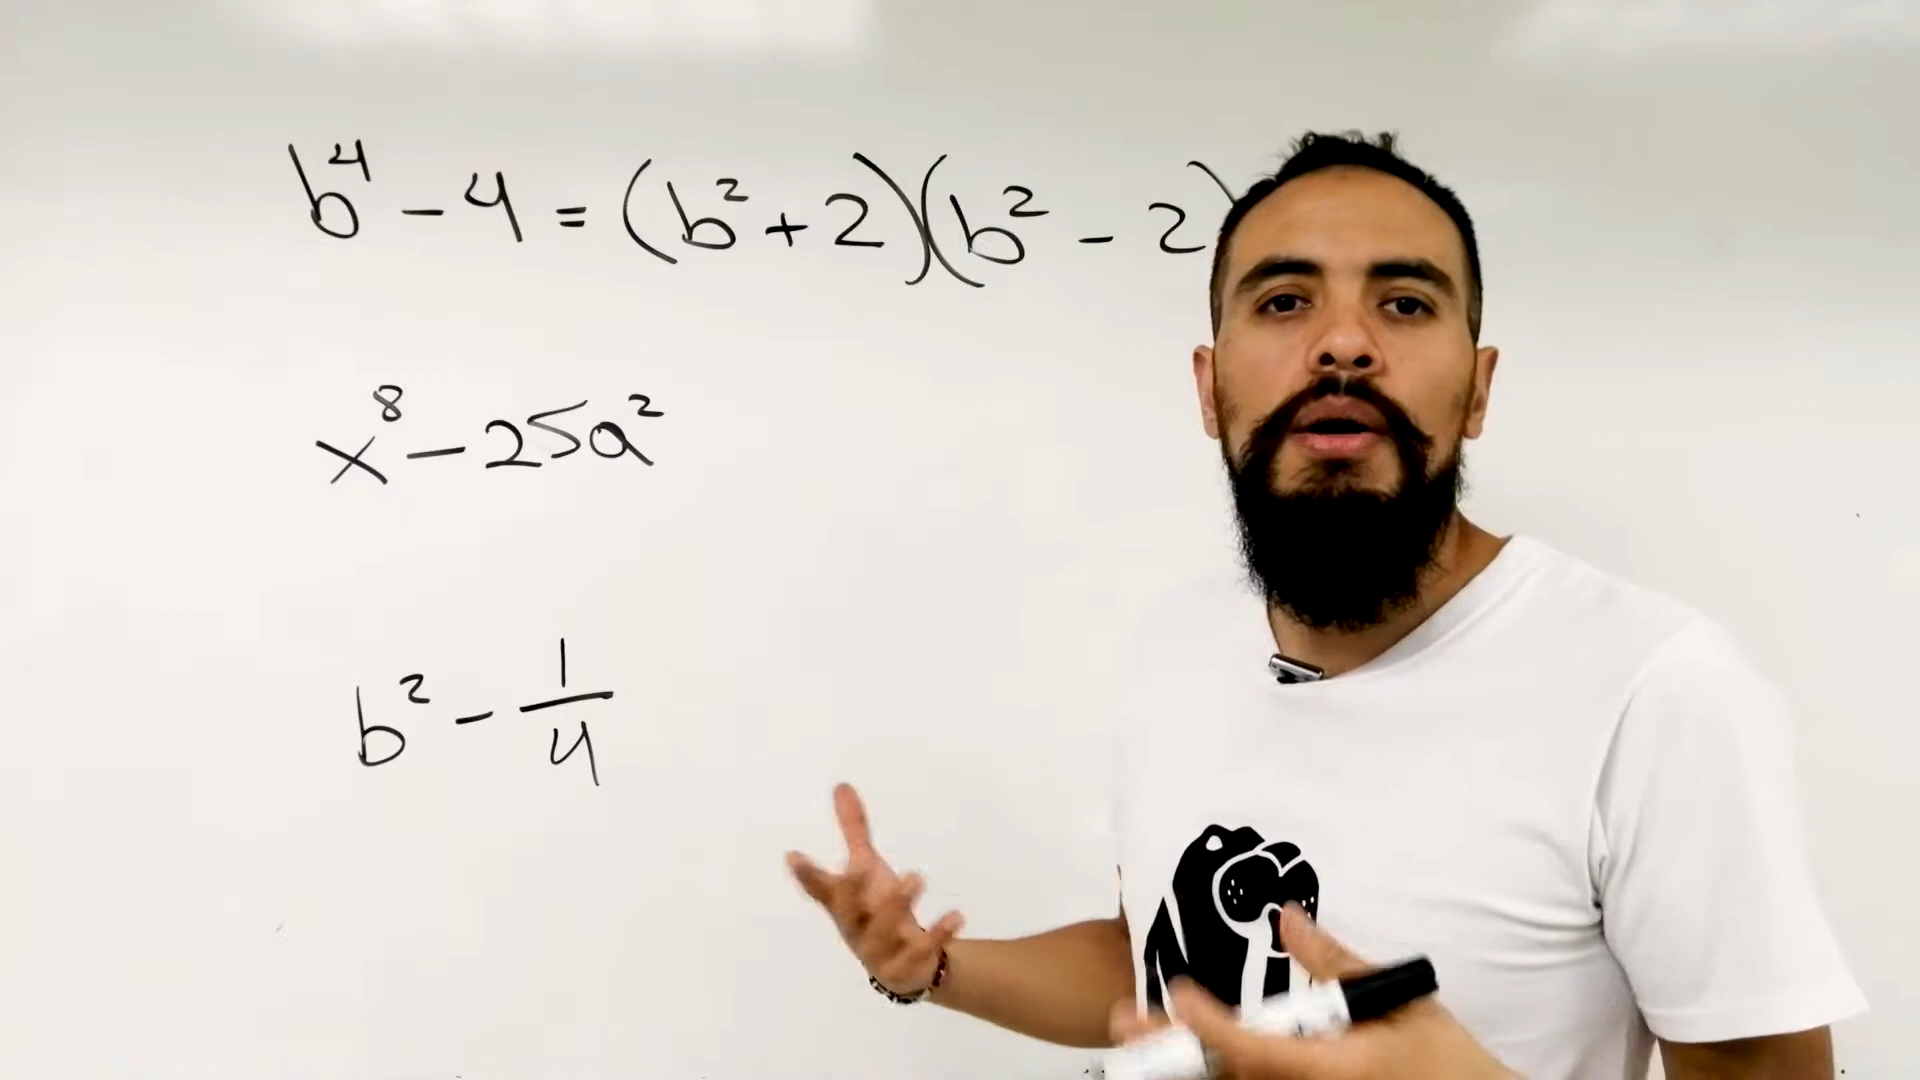 b⁴ - 4 = (b² + 2)(b² - 2)
x⁸ - 25a²
b² - 1/4